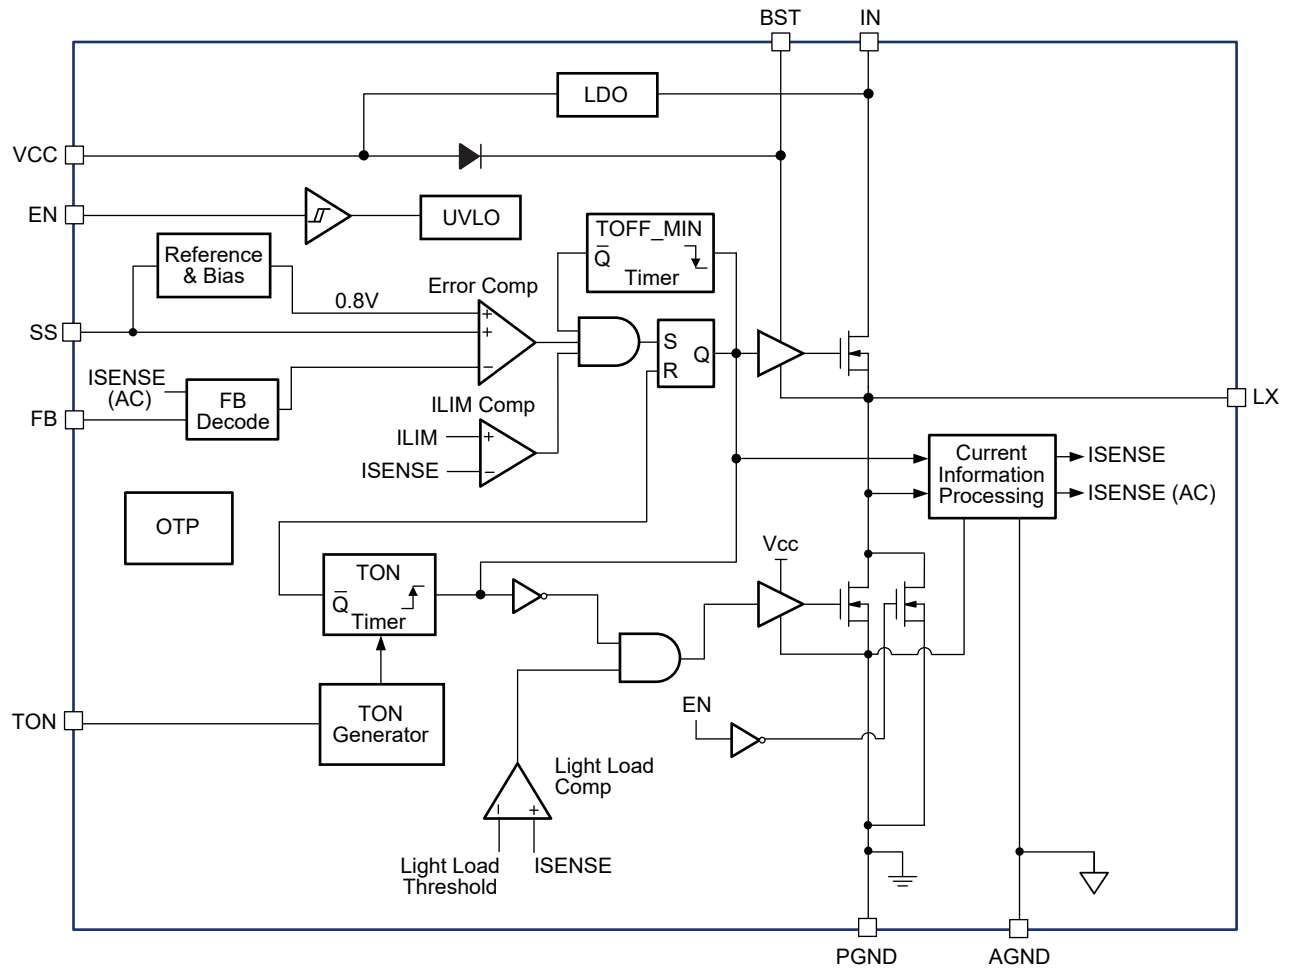 BST
IN
LDO
VCC
EN
UVLO
TOFF_MIN
Q
Timer
Reference
& Bias
0.8V
Error Comp
SS
S
R
Q
ISENSE
(AC)
FB
FB
Decode
ILIM Comp
ILIM
ISENSE
LX
Current
Information
Processing
ISENSE
ISENSE (AC)
OTP
Vcc
TON
Q
Timer
TON
TON
Generator
EN
Light Load
Comp
Light Load
Threshold
ISENSE
PGND
AGND